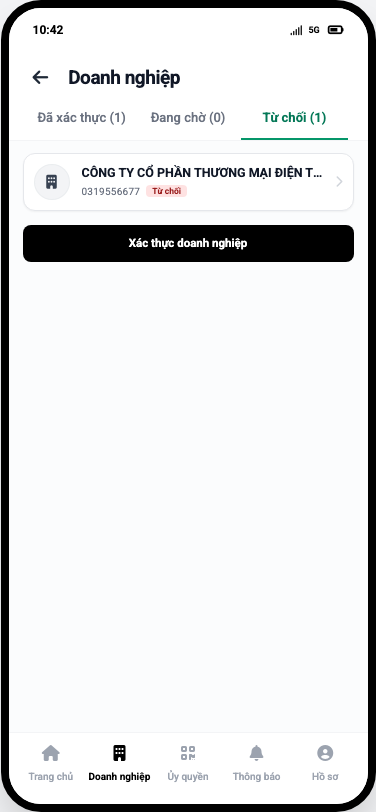 10:42
5G
Doanh nghiệp
Đã xác thực (1) Đang chờ (0) Từ chối (1)
CÔNG TY CỔ PHẦN THƯƠNG MẠI ĐIỆN T...
0319556677 Từ chối
Xác thực doanh nghiệp
Trang chủ Doanh nghiệp Ủy quyền Thông báo Hồ sơ